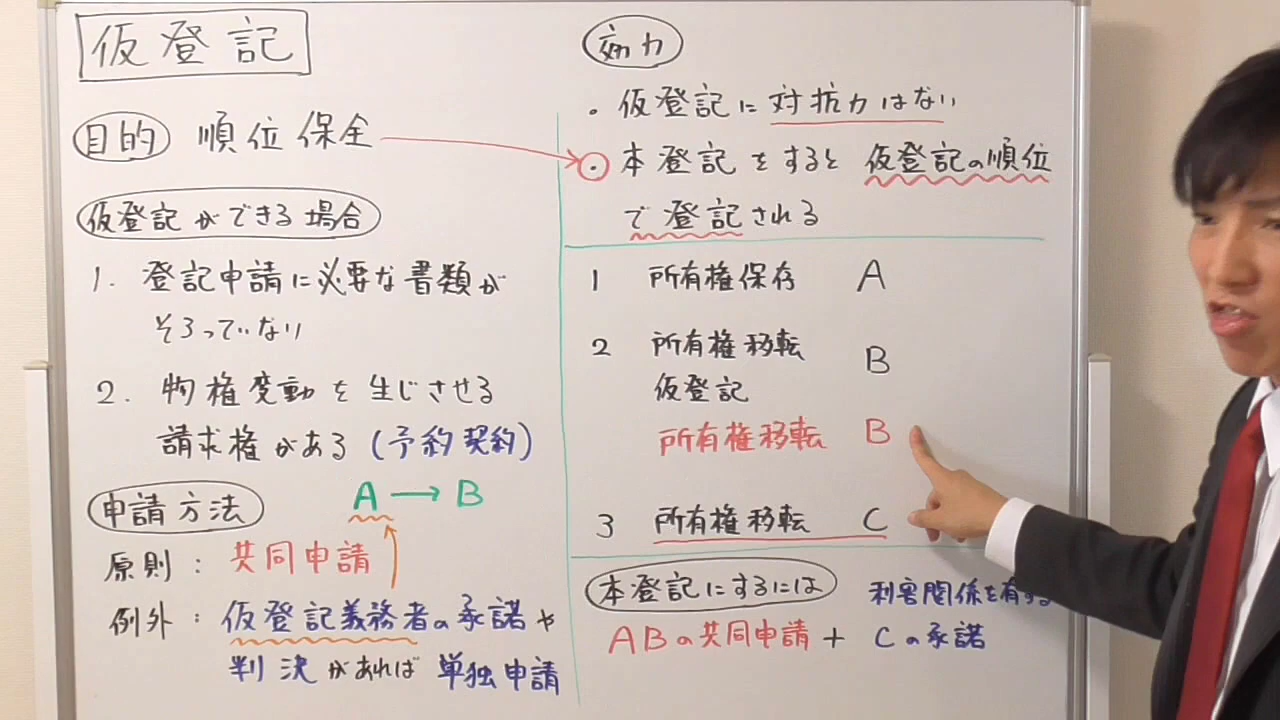 仮登記
目的 順位保全
仮登記ができる場合
1. 登記申請に必要な書類が
そろっていない
2. 物権変動を生じさせる
請求権がある (予約契約)
申請方法 A → B
原則 : 共同申請
例外 : 仮登記義務者の承諾や
判決があれば 単独申請
効力
・仮登記に対抗力はない
・本登記をすると 仮登記の順位
で登記される
1 所有権保存 A
2 所有権移転 B
仮登記
所有権移転 B
3 所有権移転 C
本登記にするには 利害関係を有する
ABの共同申請 + Cの承諾